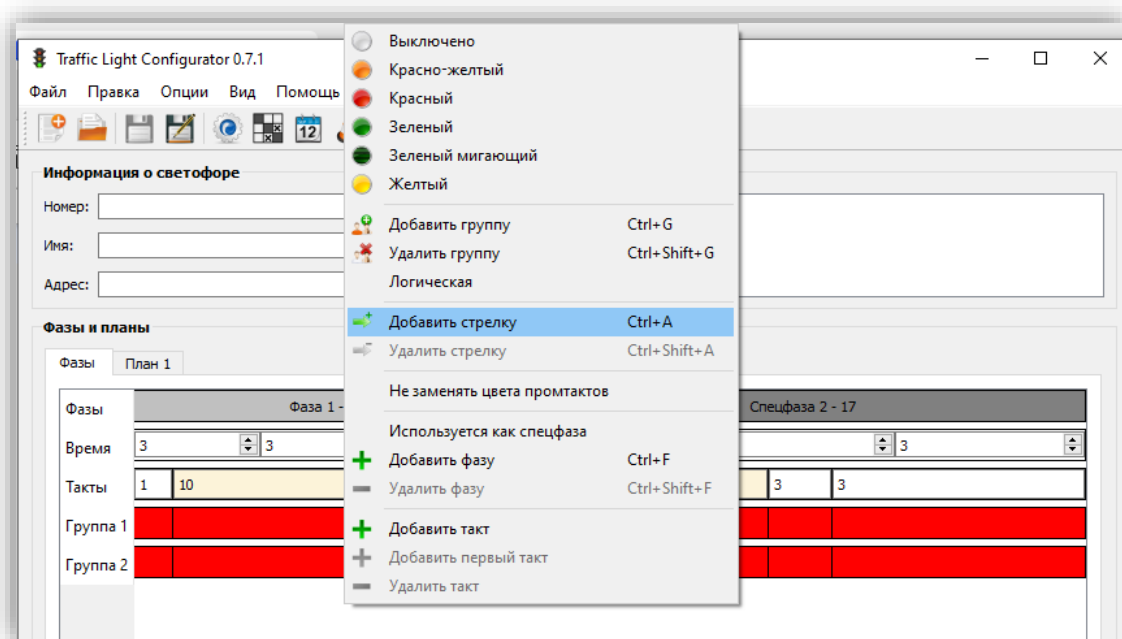 Traffic Light Configurator 0.7.1
Файл Правка Опции Вид Помощь
12
Информация о светофоре
Номер:
Имя:
Адрес:
Выключено
Красно-желтый
Красный
Зеленый
Зеленый мигающий
Желтый
Добавить группу Ctrl+G
Удалить группу Ctrl+Shift+G
Логическая
Добавить стрелку Ctrl+A
Удалить стрелку Ctrl+Shift+A
Не заменять цвета промтактов
Используется как спецфаза
Добавить фазу Ctrl+F
Удалить фазу Ctrl+Shift+F
Добавить такт
Добавить первый такт
Удалить такт
Фазы и планы
Фазы План 1
Фазы Фаза 1 - Спецфаза 2 - 17
Время 3 3 3
Такты 1 10 3 3
Группа 1
Группа 2